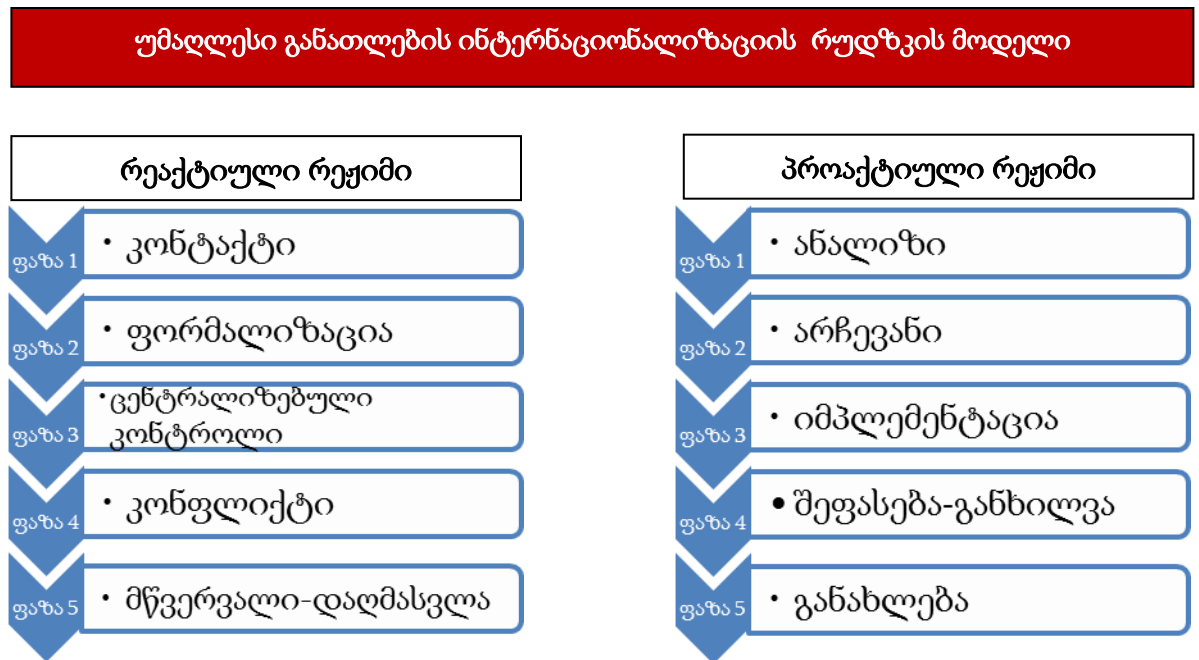 უმაღლესი განათლების ინტერნაციონალიზაციის რუდზკის მოდელი
რეაქტიული რეჟიმი
ფაზა 1
• კონტაქტი
ფაზა 2
• ფორმალიზაცია
ფაზა 3
•ცენტრალიზებული
კონტროლი
ფაზა 4
• კონფლიქტი
ფაზა 5
• მწვერვალი-დაღმასვლა
პროაქტიული რეჟიმი
ფაზა 1
• ანალიზი
ფაზა 2
• არჩევანი
ფაზა 3
• იმპლემენტაცია
ფაზა 4
• შეფასება-განხილვა
ფაზა 5
• განახლება